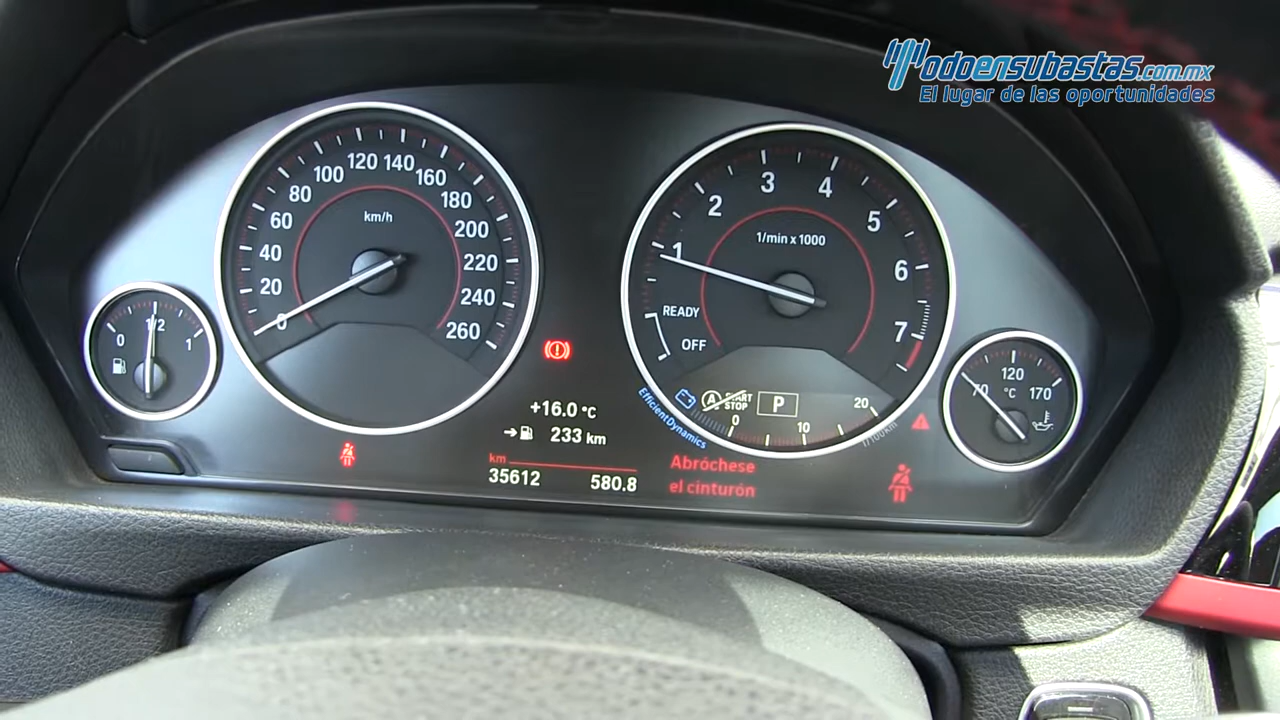 Todoensubastas.com.mx
El lugar de las oportunidades
0 1/2 1
0 20 40 60 80 100 120 140 160 180 200 220 240 260
km/h
1 2 3 4 5 6 7
1/min x 1000
READY
OFF
70 120 170
°C
+16.0 °C
233 km
km
35612 580.8
EfficientDynamics
A START
STOP
P
0 10 20
l/100km
Abróchese
el cinturón